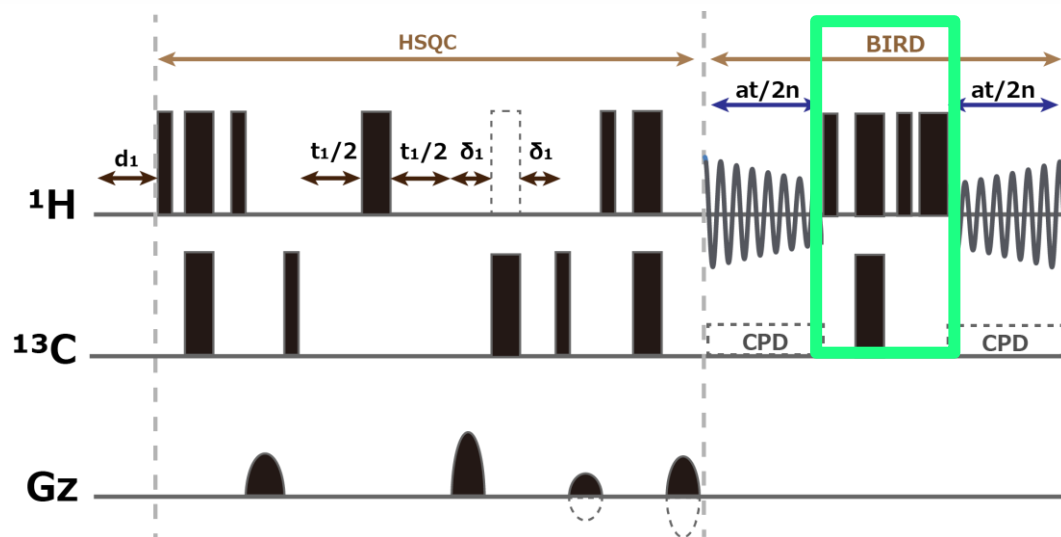 HSQC
BIRD
at/2n
at/2n
d₁
t₁/2
t₁/2
δ₁
δ₁
¹H
¹³C
CPD
CPD
Gz